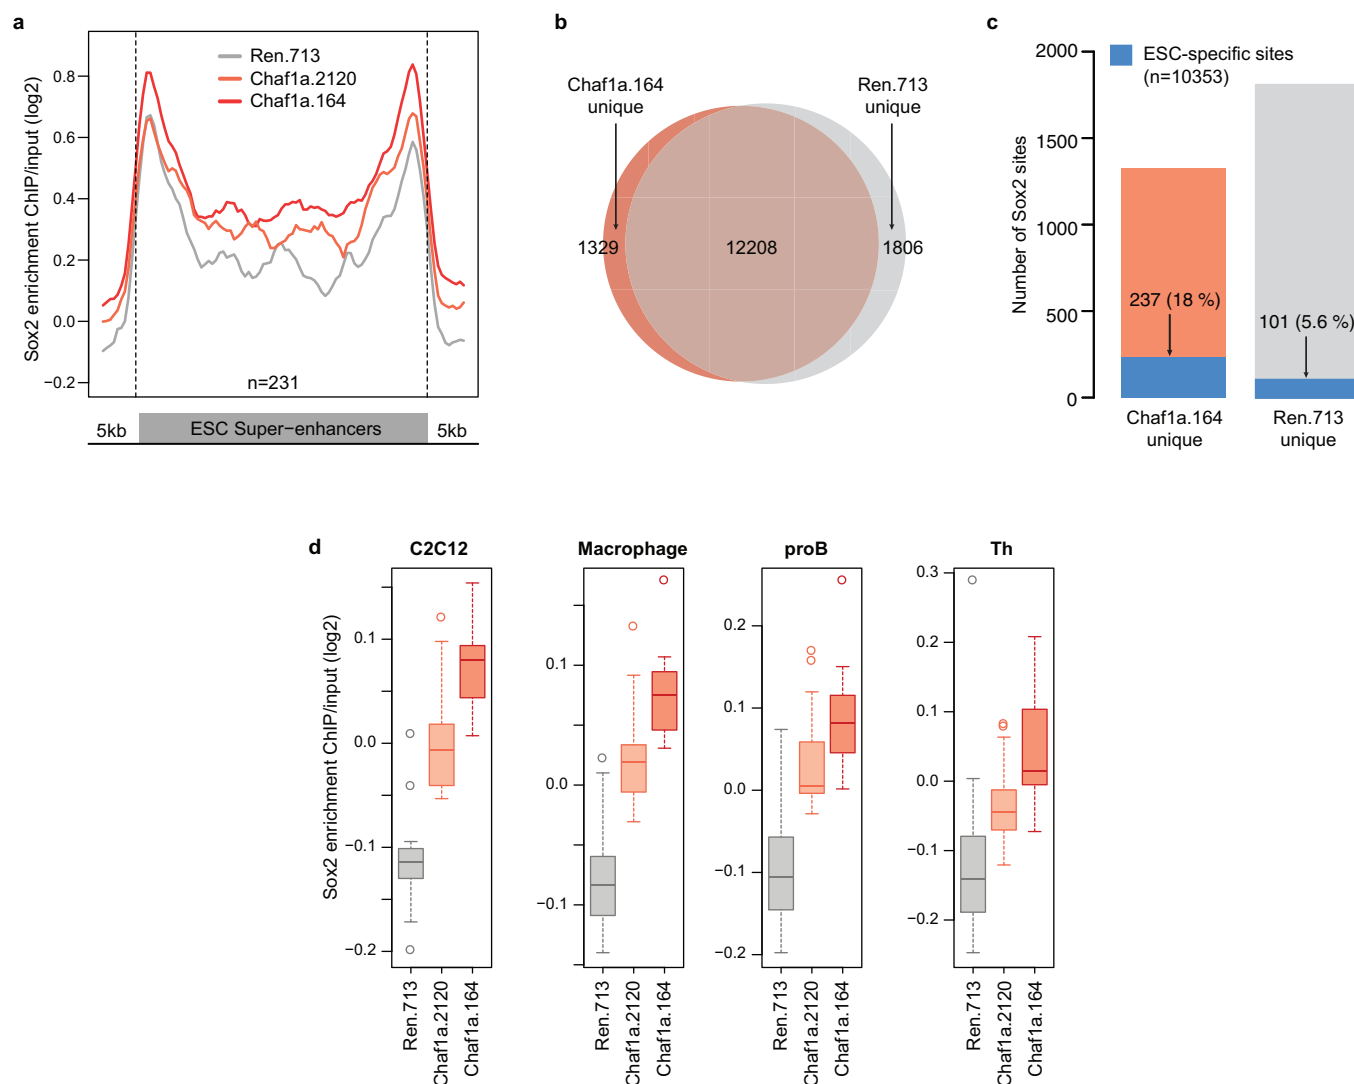 a
Sox2 enrichment ChIP/input (log2)
0.8
0.6
0.4
0.2
0.0
−0.2
Ren.713
Chaf1a.2120
Chaf1a.164
n=231
5kb
ESC Super−enhancers
5kb
b
Chaf1a.164
unique
Ren.713
unique
1329
12208
1806
c
Number of Sox2 sites
2000
1500
1000
500
0
ESC-specific sites
(n=10353)
237 (18 %)
101 (5.6 %)
Chaf1a.164
unique
Ren.713
unique
d
Sox2 enrichment ChIP/input (log2)
C2C12
0.1
0.0
−0.1
−0.2
Ren.713
Chaf1a.2120
Chaf1a.164
Macrophage
0.1
0.0
−0.1
Ren.713
Chaf1a.2120
Chaf1a.164
proB
0.2
0.1
0.0
−0.1
−0.2
Ren.713
Chaf1a.2120
Chaf1a.164
Th
0.3
0.2
0.1
0.0
−0.1
−0.2
Ren.713
Chaf1a.2120
Chaf1a.164